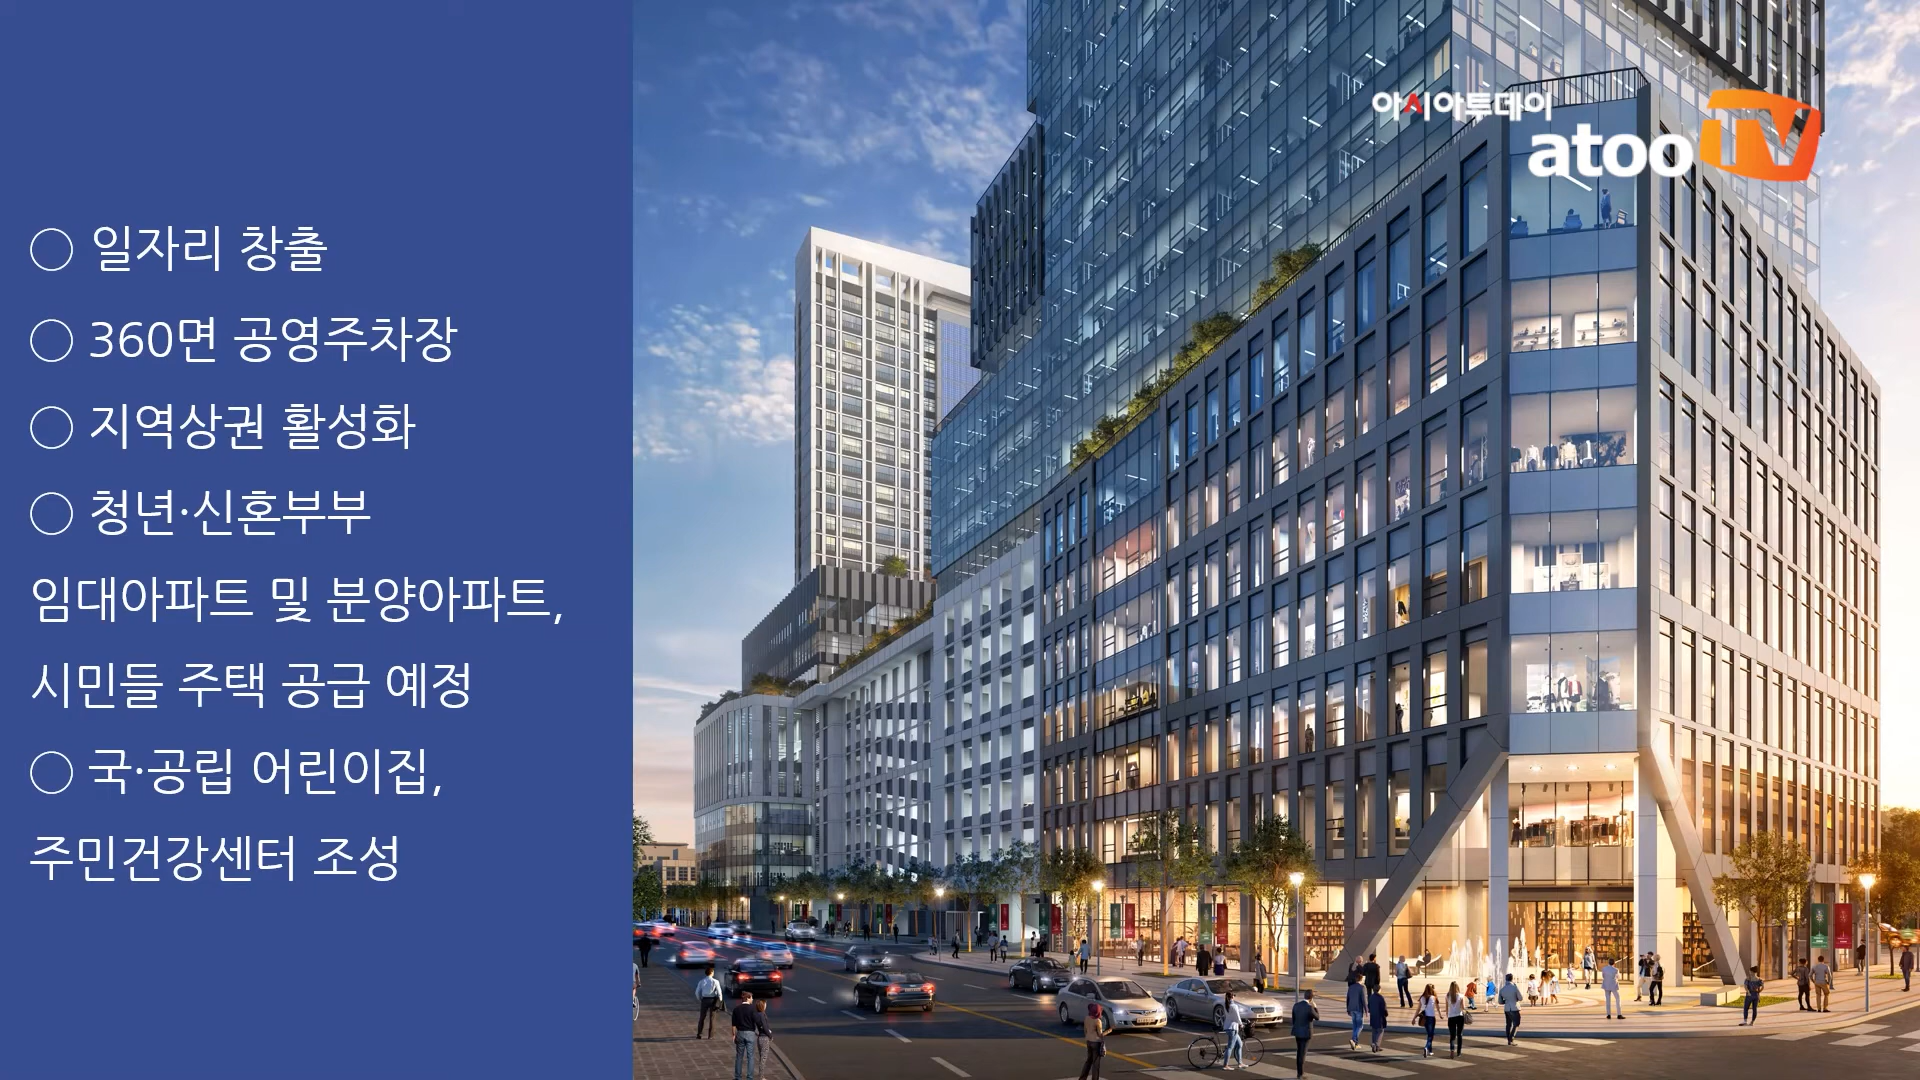 ○ 일자리 창출
○ 360면 공영주차장
○ 지역상권 활성화
○ 청년·신혼부부
임대아파트 및 분양아파트,
시민들 주택 공급 예정
○ 국·공립 어린이집,
주민건강센터 조성
아시아투데이
atoo TV